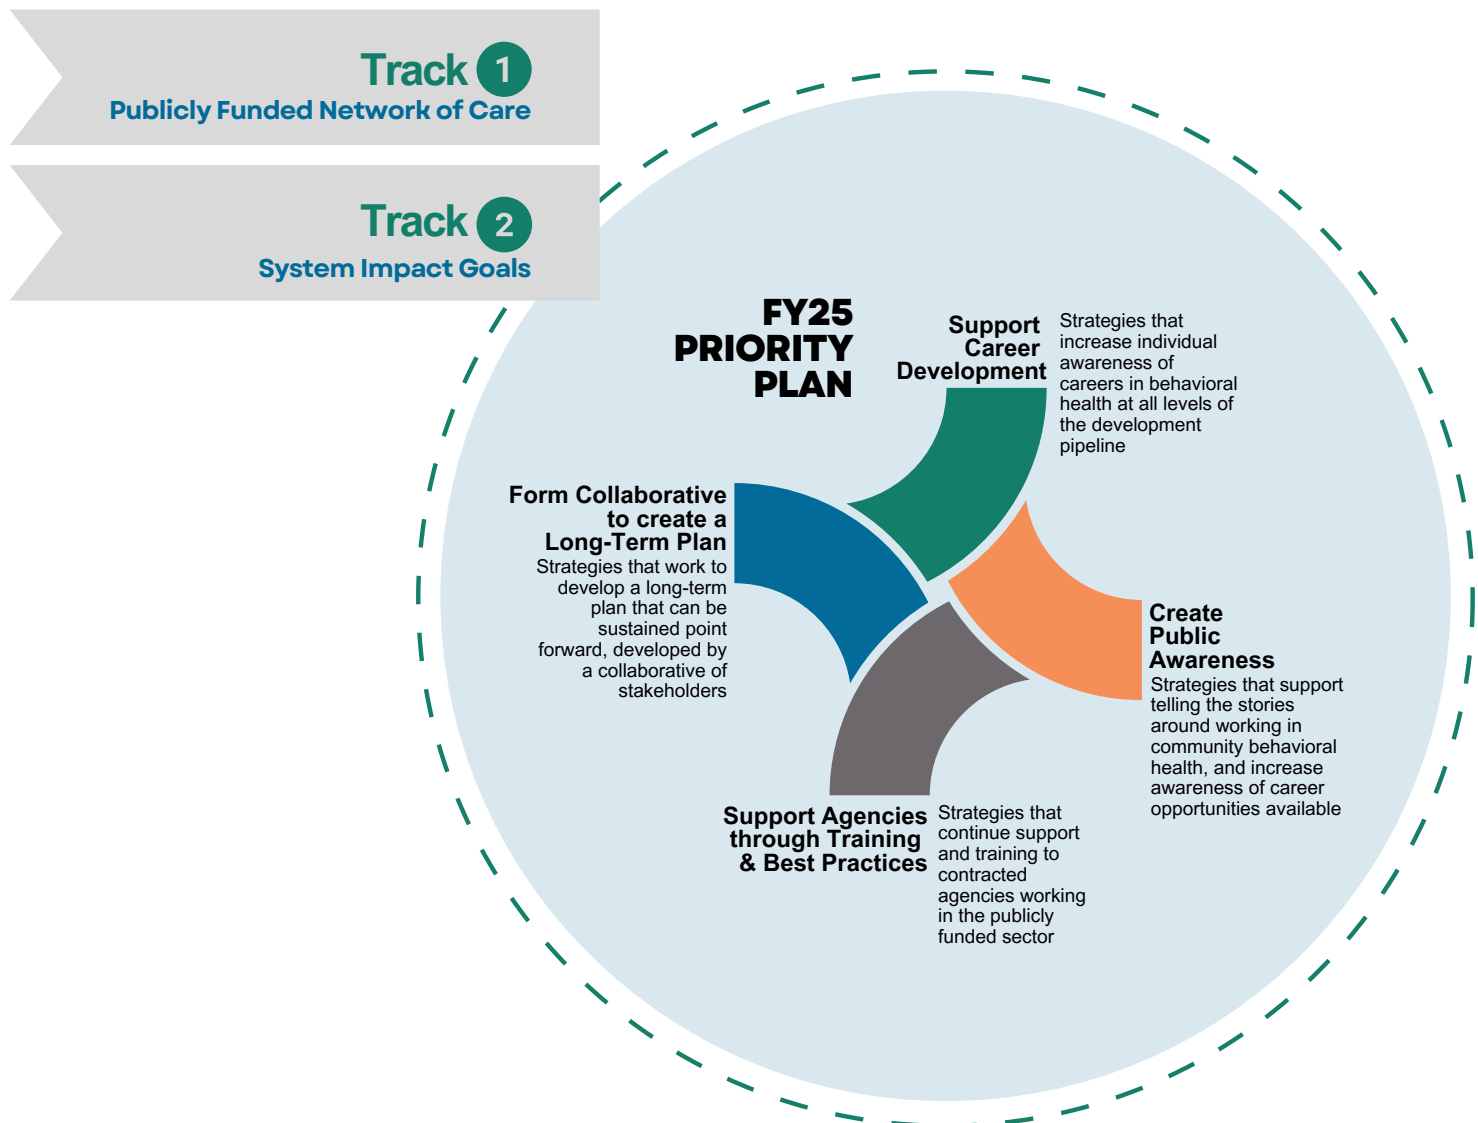 Track 1
Publicly Funded Network of Care
Track 2
System Impact Goals
FY25
PRIORITY
PLAN
Support
Career
Development
Strategies that
increase individual
awareness of
careers in behavioral
health at all levels of
the development
pipeline
Form Collaborative
to create a
Long-Term Plan
Strategies that work to
develop a long-term
plan that can be
sustained point
forward, developed by
a collaborative of
stakeholders
Create
Public
Awareness
Strategies that support
telling the stories
around working in
community behavioral
health, and increase
awareness of career
opportunities available
Support Agencies
through Training
& Best Practices
Strategies that
continue support
and training to
contracted
agencies working
in the publicly
funded sector